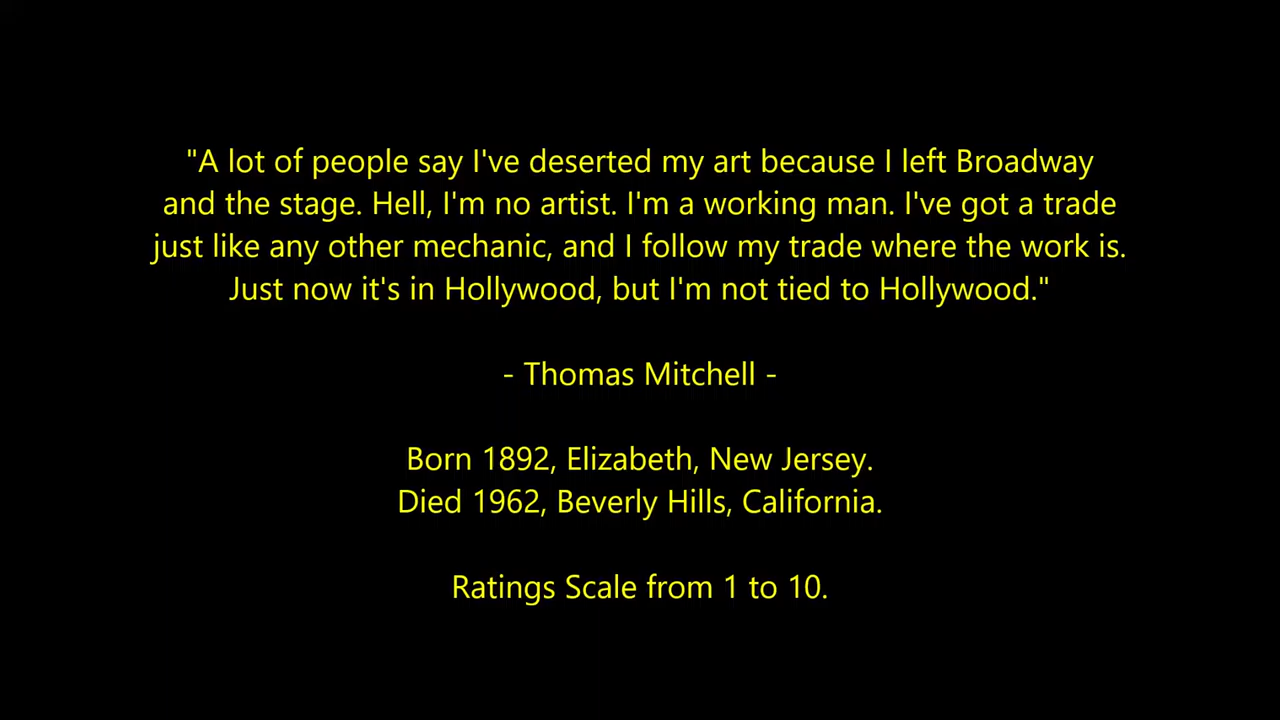 "A lot of people say I've deserted my art because I left Broadway
and the stage. Hell, I'm no artist. I'm a working man. I've got a trade
just like any other mechanic, and I follow my trade where the work is.
Just now it's in Hollywood, but I'm not tied to Hollywood."
- Thomas Mitchell -
Born 1892, Elizabeth, New Jersey.
Died 1962, Beverly Hills, California.
Ratings Scale from 1 to 10.